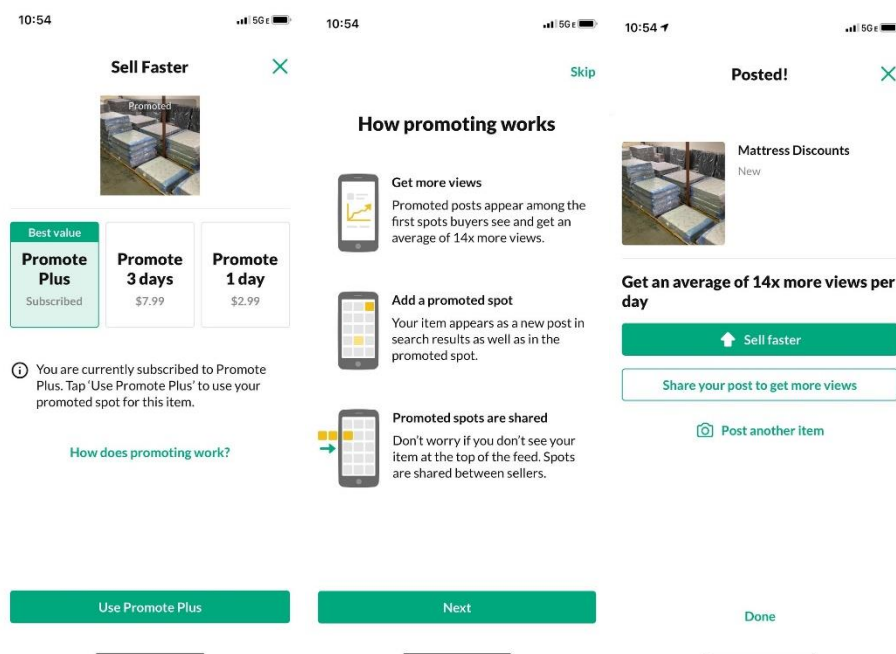 10:54
5G E
Sell Faster
Promoted
Best value
Promote
Plus
Subscribed
Promote
3 days
$7.99
Promote
1 day
$2.99
You are currently subscribed to Promote
Plus. Tap 'Use Promote Plus' to use your
promoted spot for this item.
How does promoting work?
Use Promote Plus
10:54
5G E
Skip
How promoting works
Get more views
Promoted posts appear among the
first spots buyers see and get an
average of 14x more views.
Add a promoted spot
Your item appears as a new post in
search results as well as in the
promoted spot.
Promoted spots are shared
Don't worry if you don't see your
item at the top of the feed. Spots
are shared between sellers.
Next
10:54
5G E
Posted!
Mattress Discounts
New
Get an average of 14x more views per
day
Sell faster
Share your post to get more views
Post another item
Done